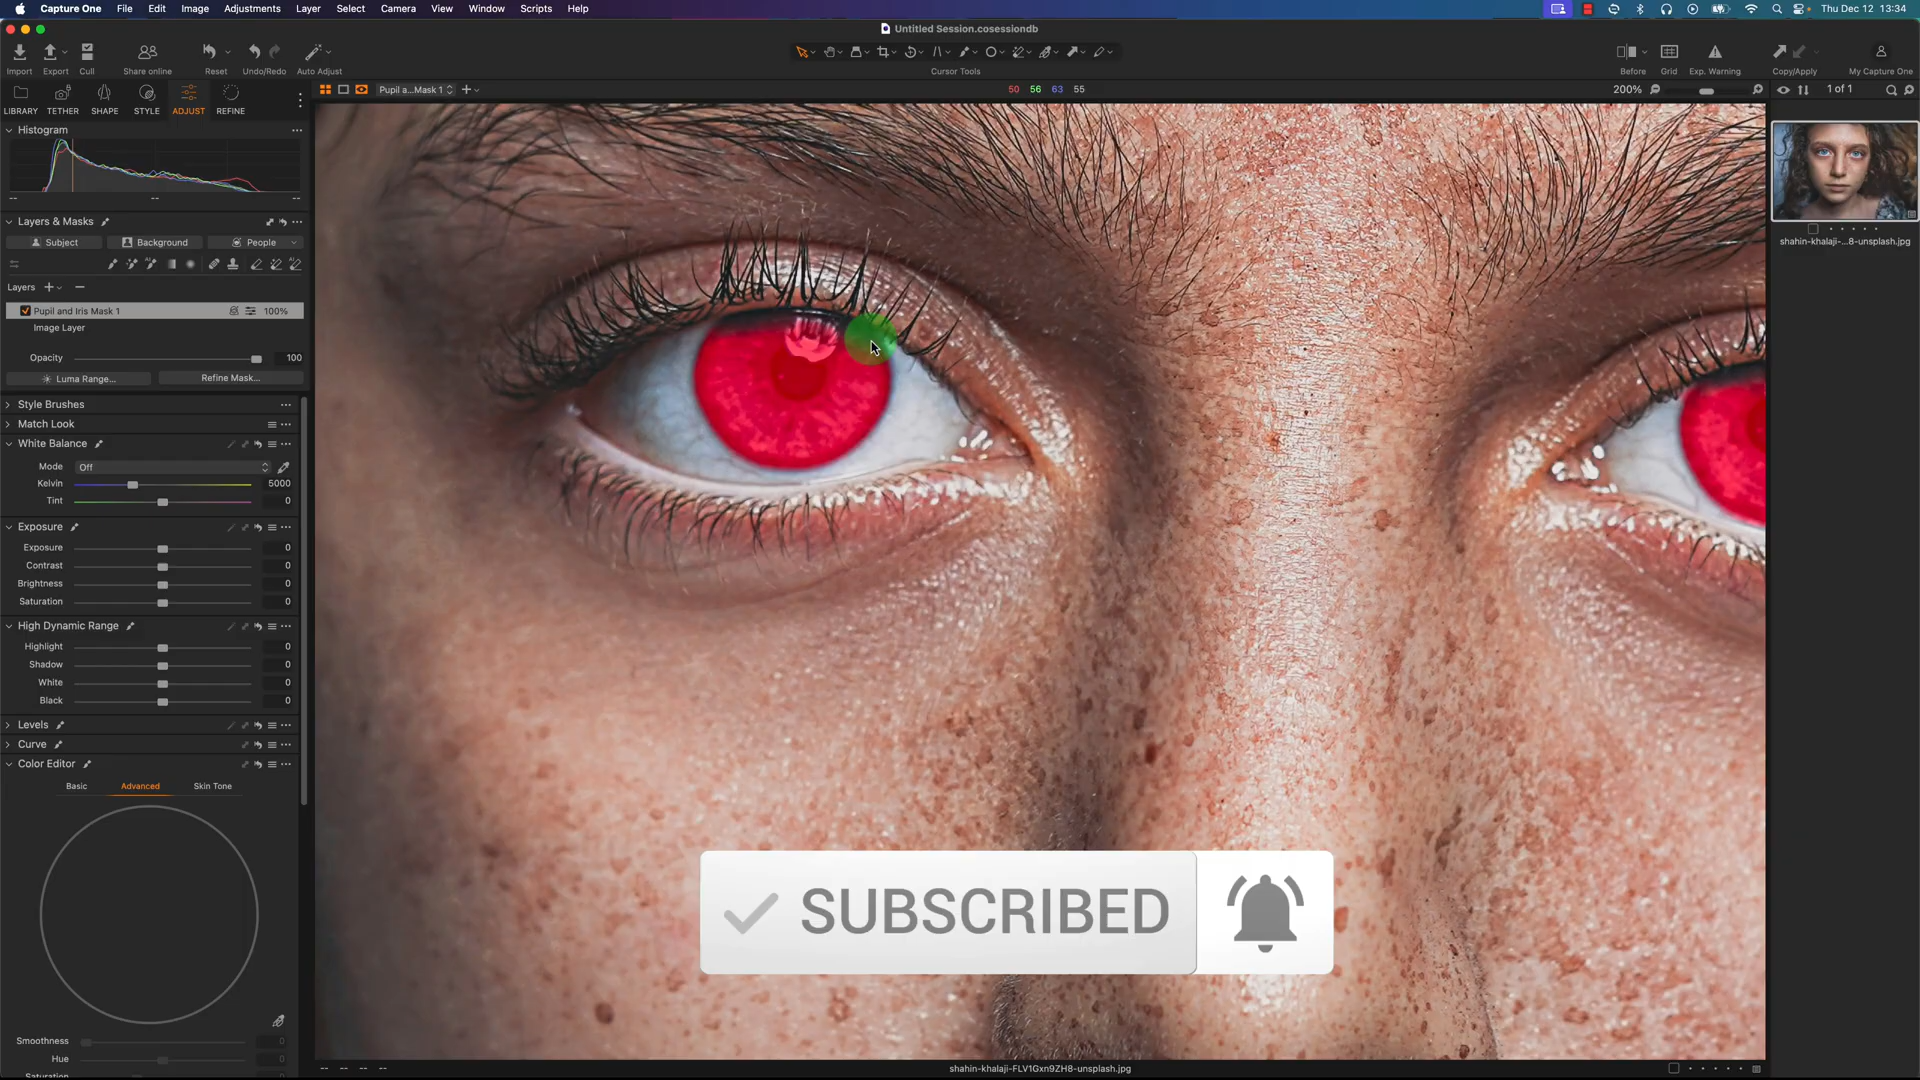 Capture One File Edit Image Adjustments Layer Select Camera View Window Scripts Help Thu Dec 12 13:34
Untitled Session.cosessiondb
Import Export Cull Share online Reset Undo/Redo Auto Adjust Cursor Tools Before Grid Exp. Warning Copy/Apply My Capture One
LIBRARY TETHER SHAPE STYLE ADJUST REFINE
Pupil a...Mask 1 50 56 63 55 200% 1 of 1
Histogram
-- -- --
Layers & Masks
Subject Background People
Layers
Pupil and Iris Mask 1 100%
Image Layer
Opacity 100
Luma Range... Refine Mask...
Style Brushes
Match Look
White Balance
Mode Off
Kelvin 5000
Tint 0
Exposure
Exposure 0
Contrast 0
Brightness 0
Saturation 0
High Dynamic Range
Highlight 0
Shadow 0
White 0
Black 0
Levels
Curve
Color Editor
Basic Advanced Skin Tone
Smoothness 0
Hue 0
Saturation
SUBSCRIBED
shahin-khalaji-...8-unsplash.jpg
-- -- -- -- shahin-khalaji-FLV1Gxn9ZH8-unsplash.jpg